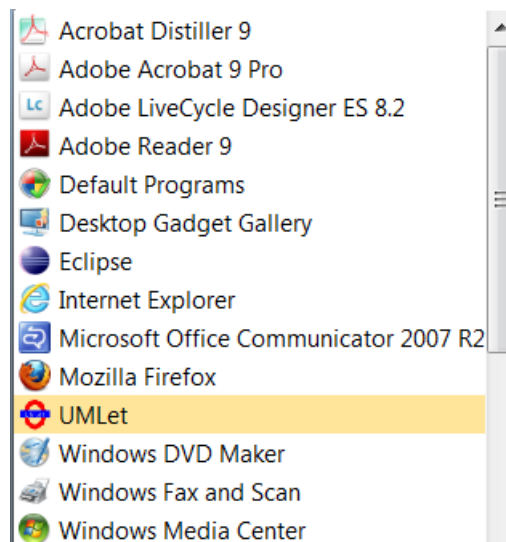 Acrobat Distiller 9
Adobe Acrobat 9 Pro
Lc Adobe LiveCycle Designer ES 8.2
Adobe Reader 9
Default Programs
Desktop Gadget Gallery
Eclipse
Internet Explorer
Microsoft Office Communicator 2007 R2
Mozilla Firefox
UMLet
Windows DVD Maker
Windows Fax and Scan
Windows Media Center